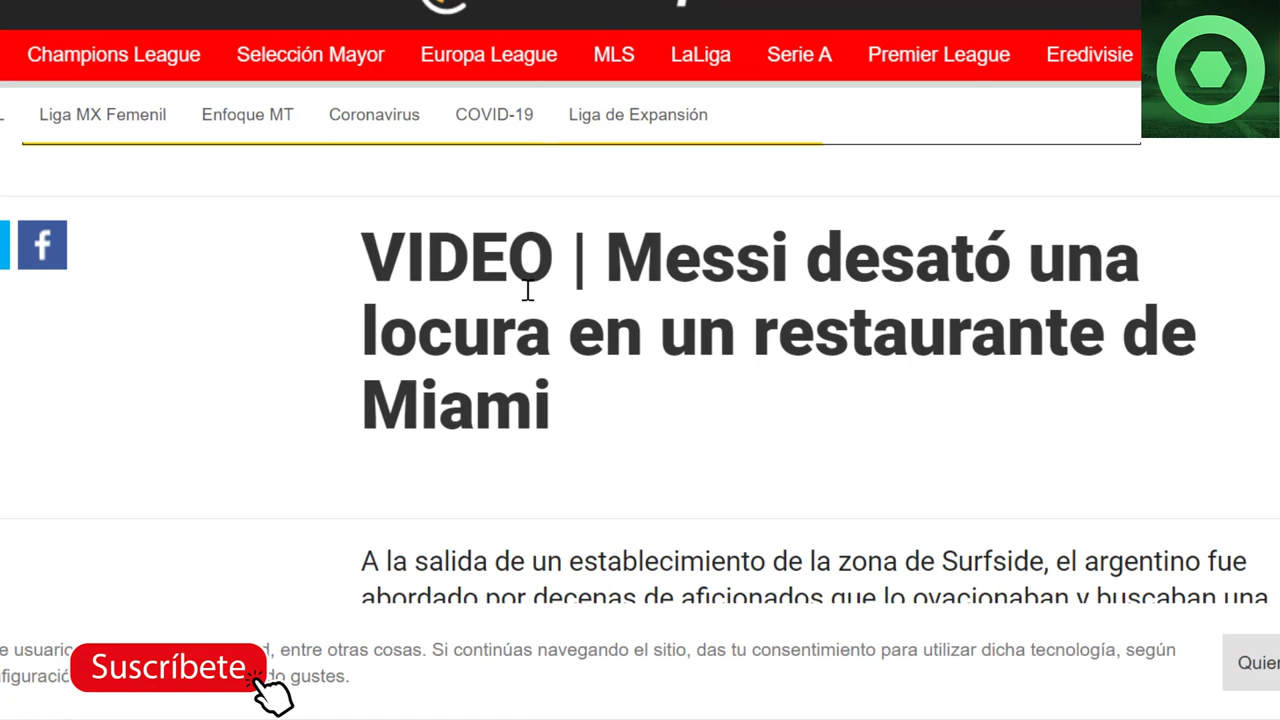 Champions League Selección Mayor Europa League MLS LaLiga Serie A Premier League Eredivisie
Liga MX Femenil Enfoque MT Coronavirus COVID-19 Liga de Expansión
VIDEO | Messi desató una
locura en un restaurante de
Miami
A la salida de un establecimiento de la zona de Surfside, el argentino fue
abordado por decenas de aficionados que lo ovacionaban y buscaban una
entre otras cosas. Si continúas navegando el sitio, das tu consentimiento para utilizar dicha tecnología, según
gustes.
Suscríbete